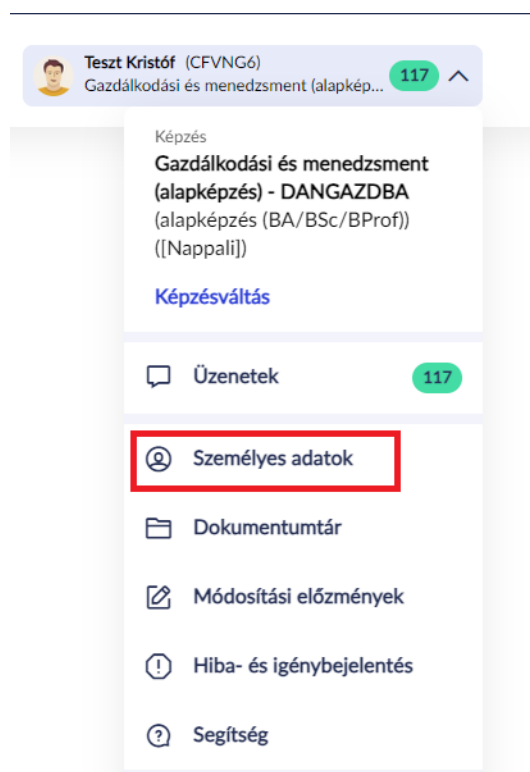 Teszt Kristóf (CFVNG6)
Gazdálkodási és menedzsment (alapkép...
117
Képzés
Gazdálkodási és menedzsment
(alapképzés) - DANGAZDBA
(alapképzés (BA/BSc/BProf))
([Nappali])
Képzésváltás
Üzenetek 117
Személyes adatok
Dokumentumtár
Módosítási előzmények
Hiba- és igénybejelentés
Segítség